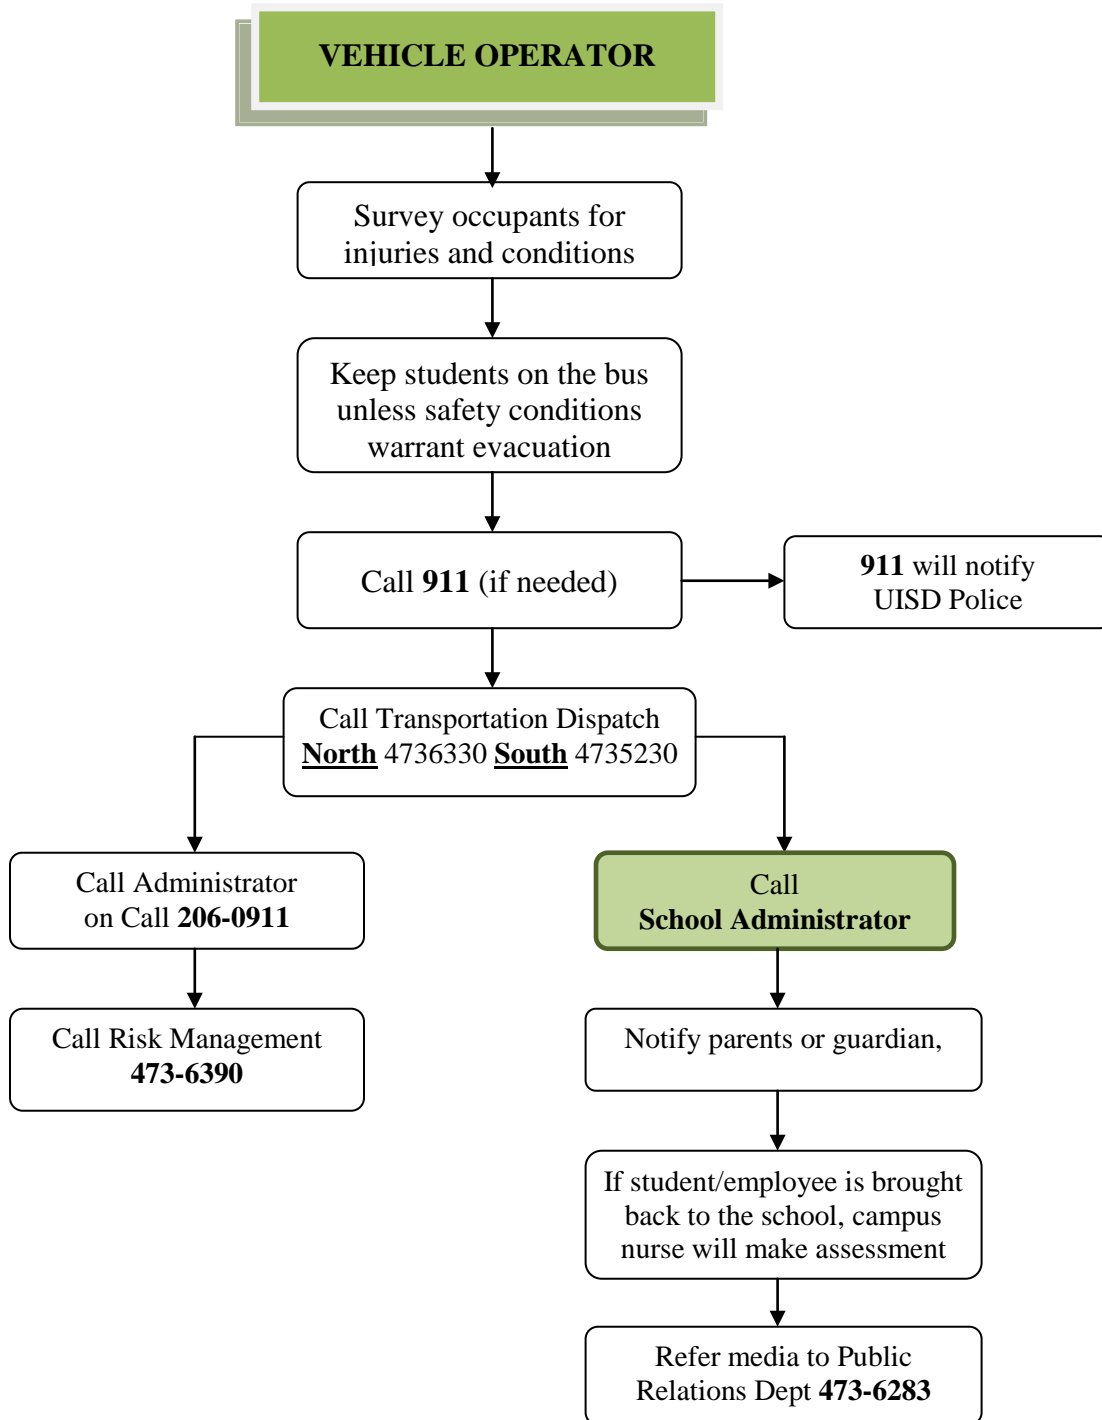 VEHICLE OPERATOR
Survey occupants for
injuries and conditions
Keep students on the bus
unless safety conditions
warrant evacuation
Call 911 (if needed)
911 will notify
UISD Police
Call Transportation Dispatch
North 4736330 South 4735230
Call Administrator
on Call 206-0911
Call Risk Management
473-6390
Call
School Administrator
Notify parents or guardian,
If student/employee is brought
back to the school, campus
nurse will make assessment
Refer media to Public
Relations Dept 473-6283